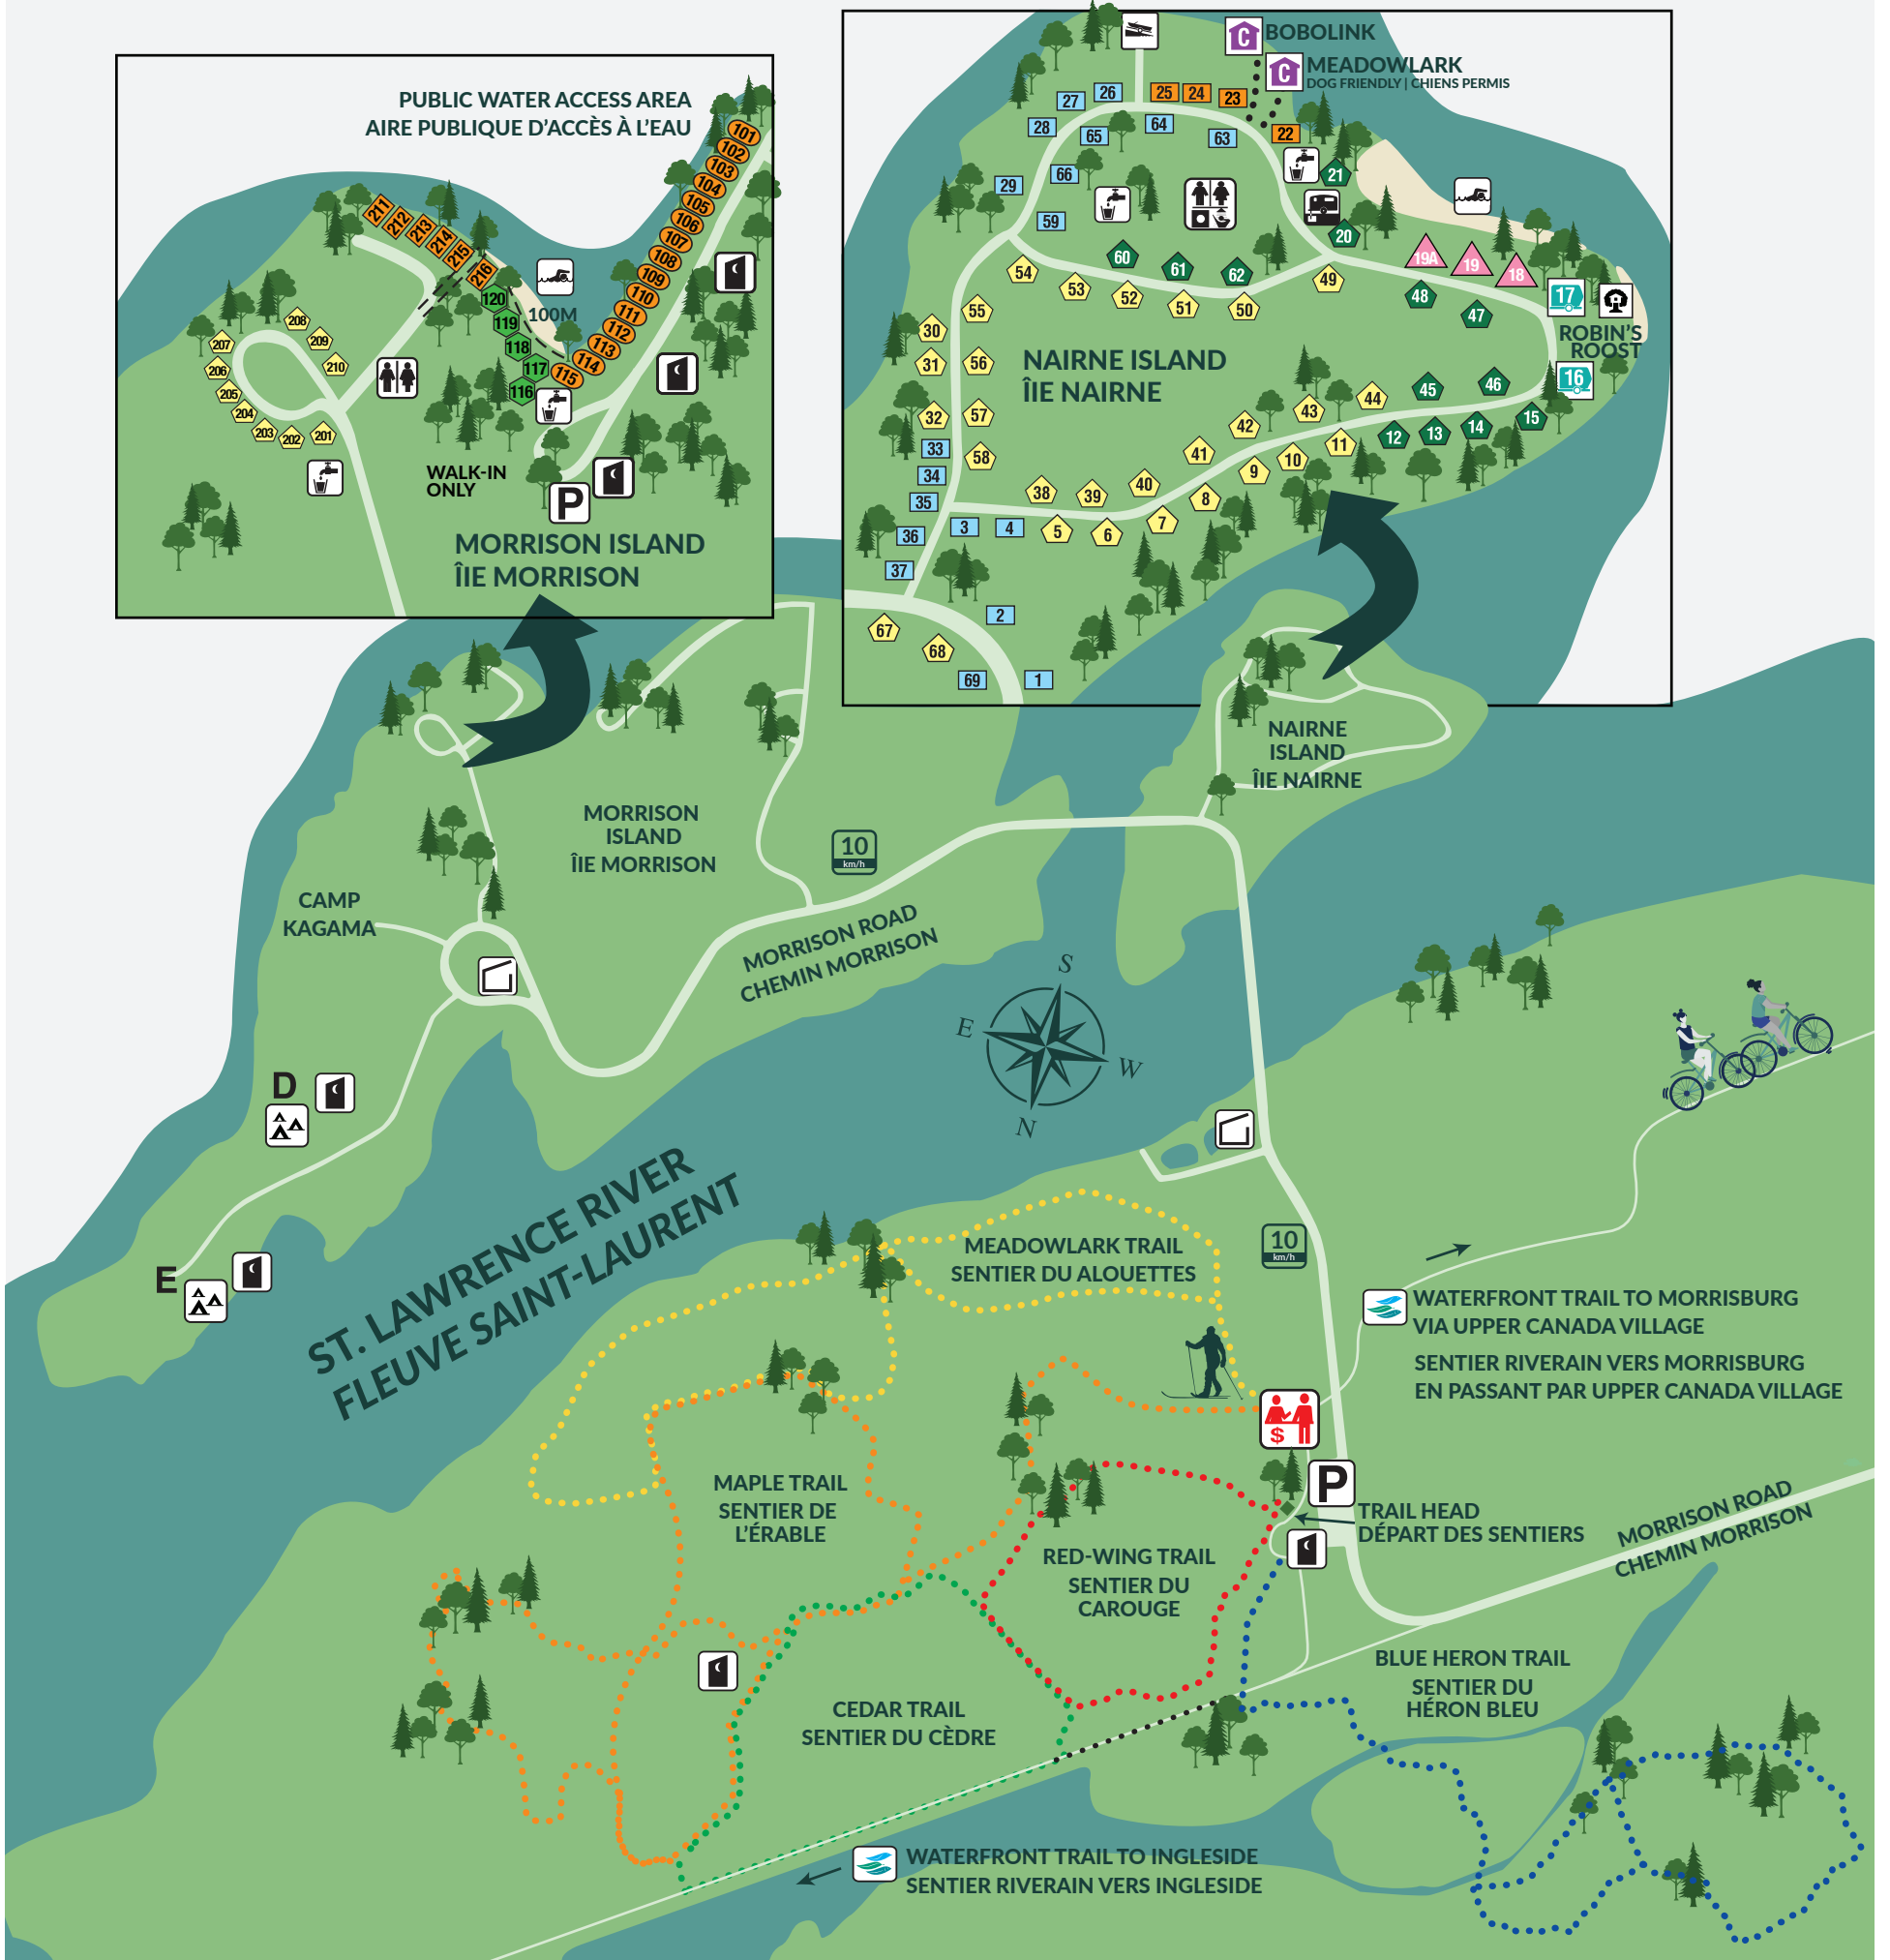 PUBLIC WATER ACCESS AREA
AIRE PUBLIQUE D'ACCÈS À L'EAU
101
102
103
104
105
106
107
108
109
110
111
112
113
114
115
211
212
213
214
215
216
120
119
118
117
116
100M
208
209
210
207
206
205
204
203
202
201
WALK-IN
ONLY
P
MORRISON ISLAND
ÎIE MORRISON
C BOBOLINK
C MEADOWLARK
DOG FRIENDLY | CHIENS PERMIS
27
26
25
24
23
22
28
65
64
63
29
66
59
21
20
60
61
62
54
53
52
51
50
49
19A
19
18
17
48
47
ROBIN'S
ROOST
16
55
30
31
56
32
57
33
58
34
35
36
37
NAIRNE ISLAND
ÎIE NAIRNE
38
39
40
41
42
43
44
45
46
3
4
5
6
7
8
9
10
11
12
13
14
15
2
67
68
69
1
NAIRNE
ISLAND
ÎIE NAIRNE
MORRISON
ISLAND
ÎIE MORRISON
10
km/h
CAMP
KAGAMA
MORRISON ROAD
CHEMIN MORRISON
S
E
W
N
D
E
ST. LAWRENCE RIVER
FLEUVE SAINT-LAURENT
MEADOWLARK TRAIL
SENTIER DU ALOUETTES
10
km/h
WATERFRONT TRAIL TO MORRISBURG
VIA UPPER CANADA VILLAGE
SENTIER RIVERAIN VERS MORRISBURG
EN PASSANT PAR UPPER CANADA VILLAGE
$
P
MAPLE TRAIL
SENTIER DE
L'ÉRABLE
TRAIL HEAD
DÉPART DES SENTIERS
MORRISON ROAD
CHEMIN MORRISON
RED-WING TRAIL
SENTIER DU
CAROUGE
BLUE HERON TRAIL
SENTIER DU
HÉRON BLEU
CEDAR TRAIL
SENTIER DU CÈDRE
WATERFRONT TRAIL TO INGLESIDE
SENTIER RIVERAIN VERS INGLESIDE